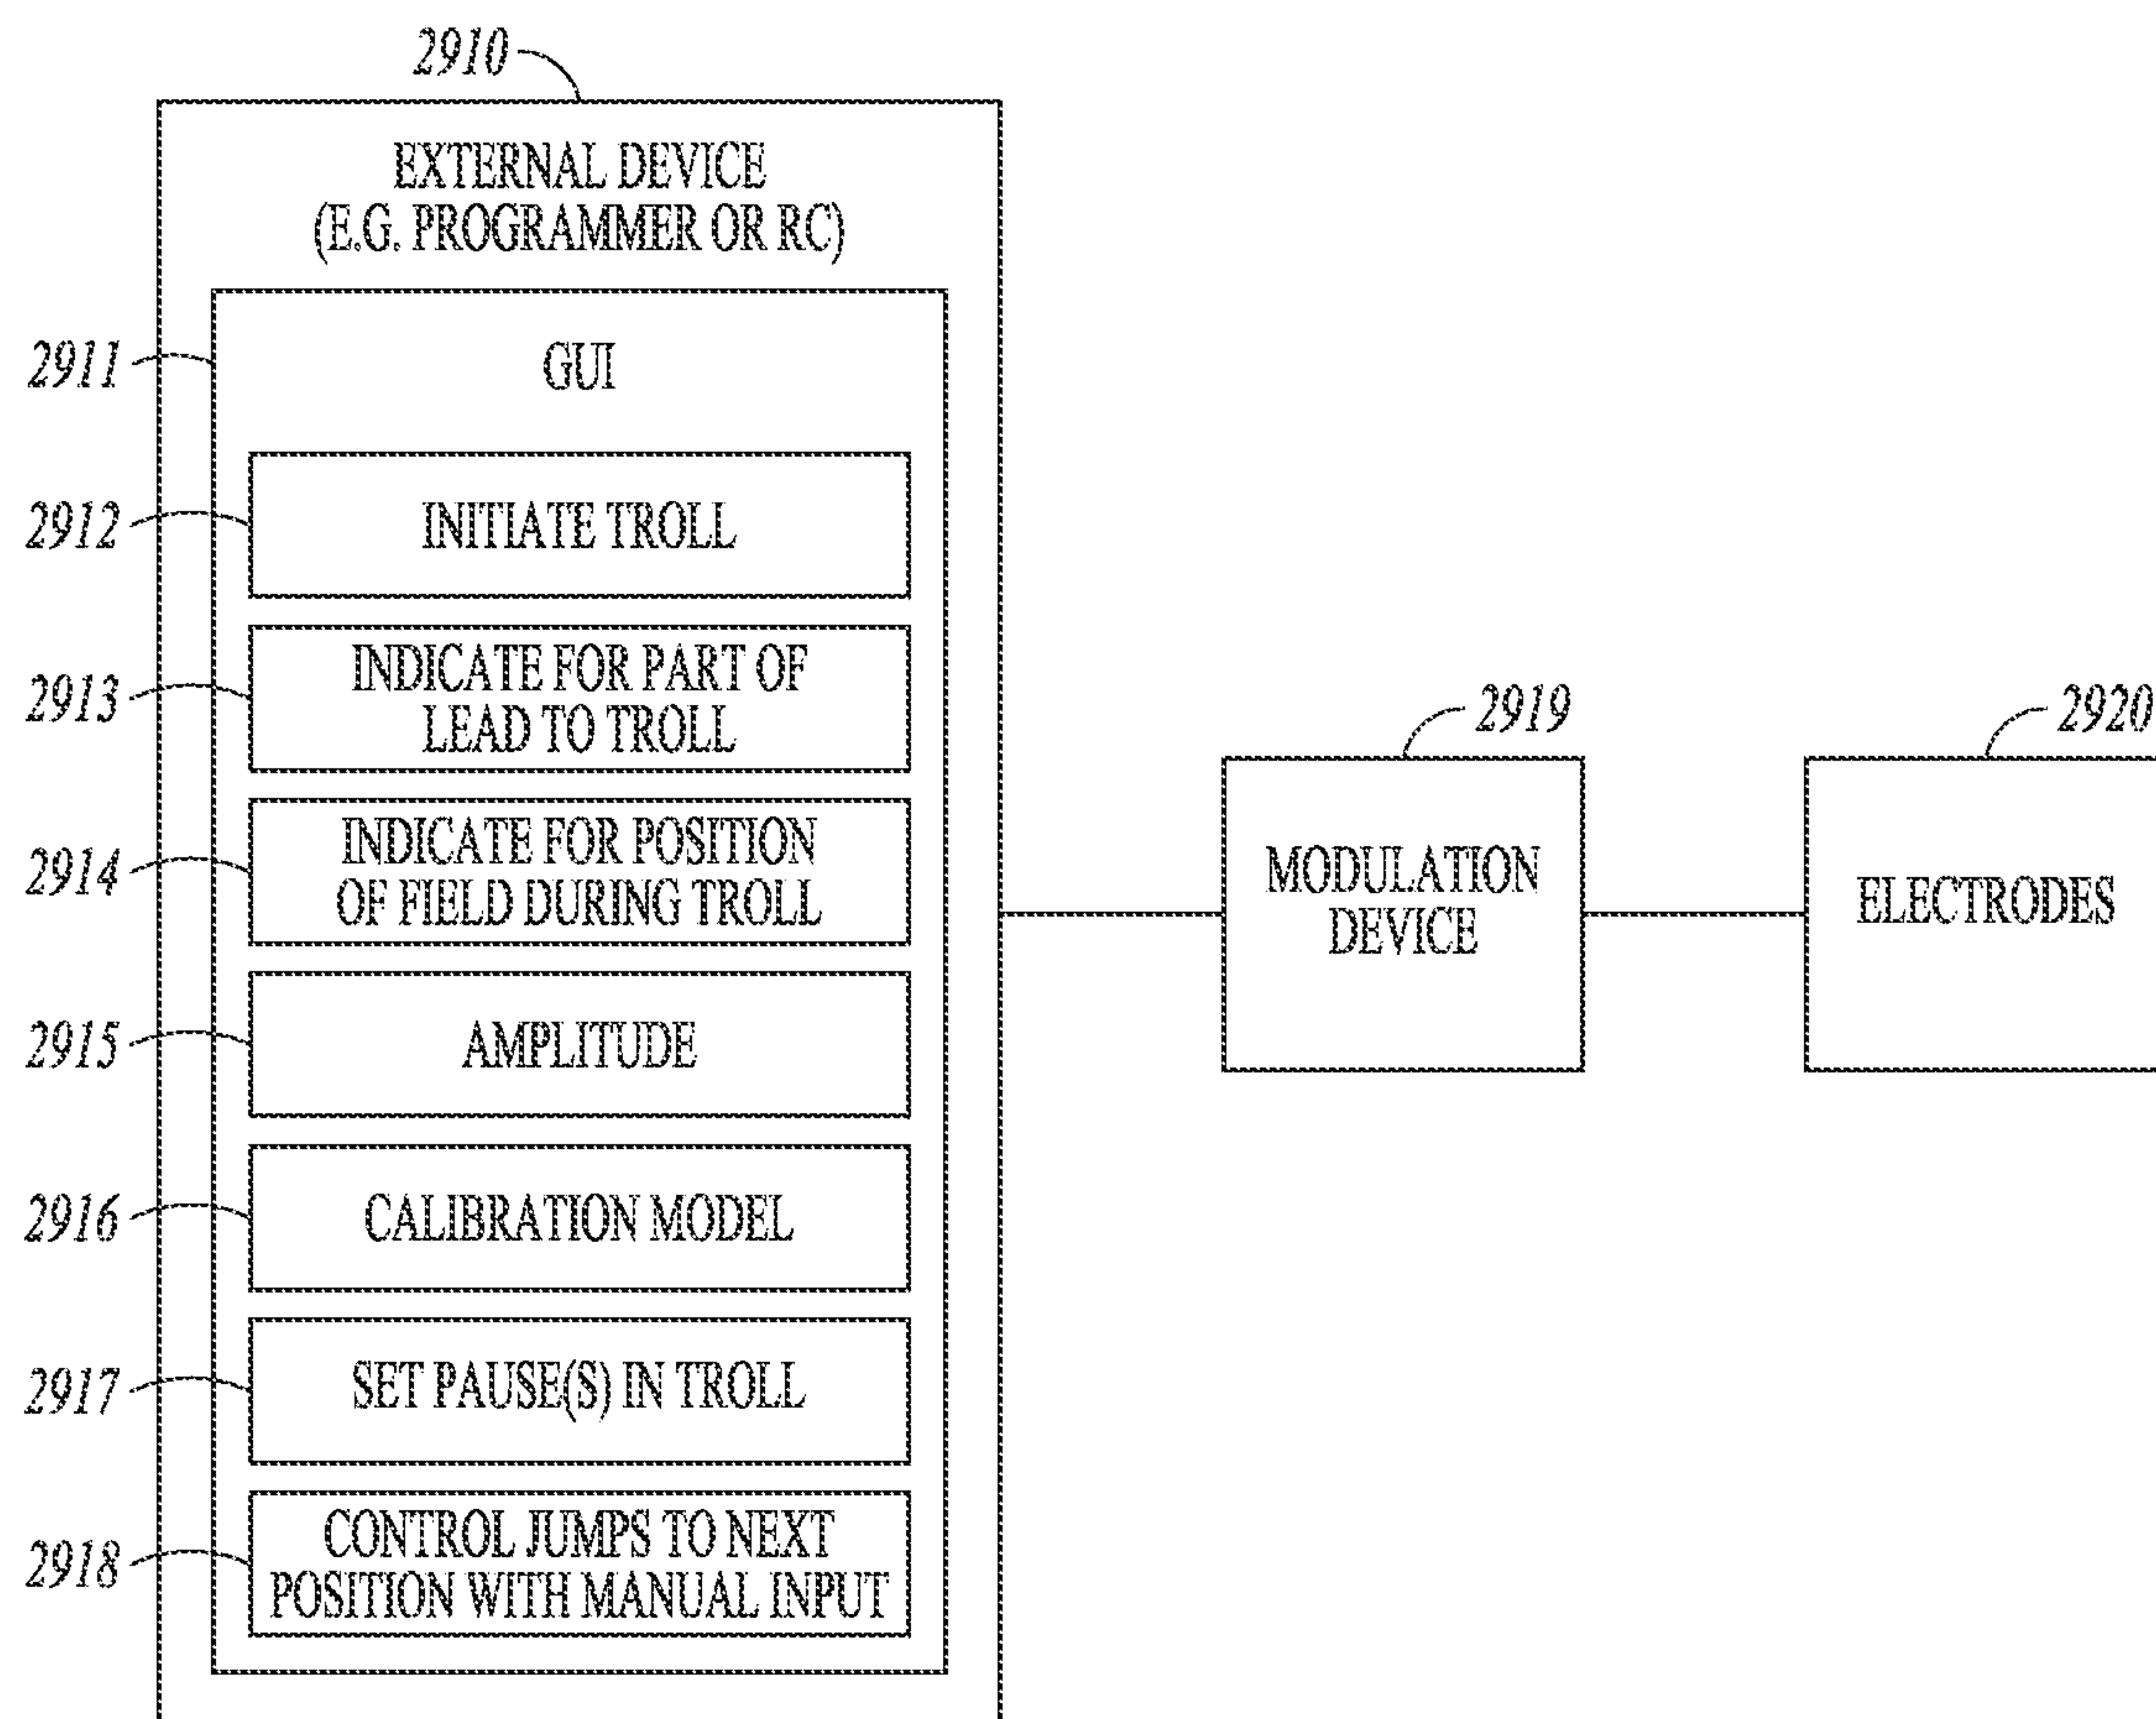 2910
EXTERNAL DEVICE
(E.G. PROGRAMMER OR RC)
2911
GUI
2912
INITIATE TROLL
2913
INDICATE FOR PART OF
LEAD TO TROLL
2914
INDICATE FOR POSITION
OF FIELD DURING TROLL
2915
AMPLITUDE
2916
CALIBRATION MODEL
2917
SET PAUSE(S) IN TROLL
2918
CONTROL JUMPS TO NEXT
POSITION WITH MANUAL INPUT
2919
MODULATION
DEVICE
2920
ELECTRODES